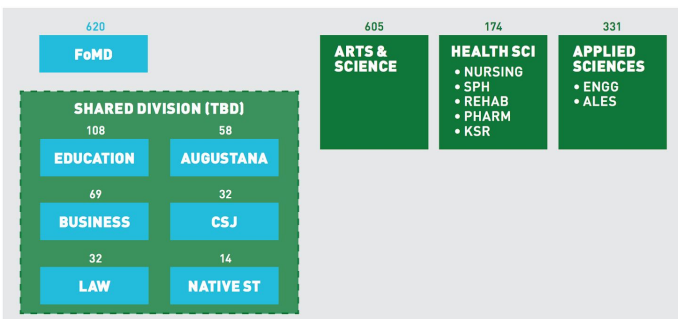 620
FoMD
SHARED DIVISION (TBD)
108
EDUCATION
58
AUGUSTANA
69
BUSINESS
32
CSJ
32
LAW
14
NATIVE ST
605
ARTS &
SCIENCE
174
HEALTH SCI
• NURSING
• SPH
• REHAB
• PHARM
• KSR
331
APPLIED
SCIENCES
• ENGG
• ALES